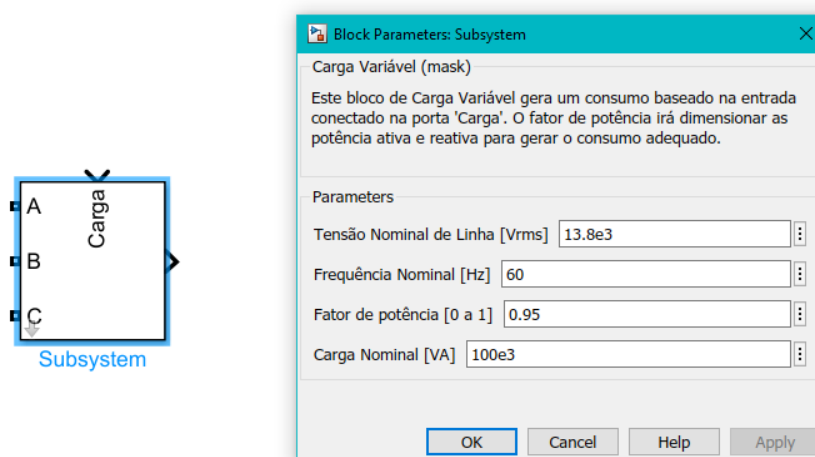 Block Parameters: Subsystem
Carga Variável (mask)
Este bloco de Carga Variável gera um consumo baseado na entrada
conectado na porta 'Carga'. O fator de potência irá dimensionar as
potência ativa e reativa para gerar o consumo adequado.
Parameters
Tensão Nominal de Linha [Vrms] 13.8e3
Frequência Nominal [Hz] 60
Fator de potência [0 a 1] 0.95
Carga Nominal [VA] 100e3
OK Cancel Help Apply
Carga
A
B
C
Subsystem